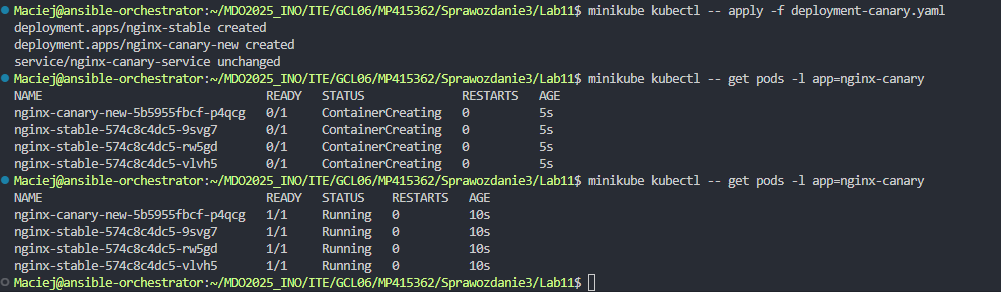 Maciej@ansible-orchestrator:~/MDO2025_INO/ITE/GCL06/MP415362/Sprawozdanie3/Lab11$ minikube kubectl -- apply -f deployment-canary.yaml
deployment.apps/nginx-stable created
deployment.apps/nginx-canary-new created
service/nginx-canary-service unchanged
Maciej@ansible-orchestrator:~/MDO2025_INO/ITE/GCL06/MP415362/Sprawozdanie3/Lab11$ minikube kubectl -- get pods -l app=nginx-canary
NAME                                READY   STATUS              RESTARTS   AGE
nginx-canary-new-5b5955fbcf-p4qcg   0/1     ContainerCreating   0          5s
nginx-stable-574c8c4dc5-9svg7       0/1     ContainerCreating   0          5s
nginx-stable-574c8c4dc5-rw5gd       0/1     ContainerCreating   0          5s
nginx-stable-574c8c4dc5-vlvh5       0/1     ContainerCreating   0          5s
Maciej@ansible-orchestrator:~/MDO2025_INO/ITE/GCL06/MP415362/Sprawozdanie3/Lab11$ minikube kubectl -- get pods -l app=nginx-canary
NAME                                READY   STATUS    RESTARTS   AGE
nginx-canary-new-5b5955fbcf-p4qcg   1/1     Running   0          10s
nginx-stable-574c8c4dc5-9svg7       1/1     Running   0          10s
nginx-stable-574c8c4dc5-rw5gd       1/1     Running   0          10s
nginx-stable-574c8c4dc5-vlvh5       1/1     Running   0          10s
Maciej@ansible-orchestrator:~/MDO2025_INO/ITE/GCL06/MP415362/Sprawozdanie3/Lab11$